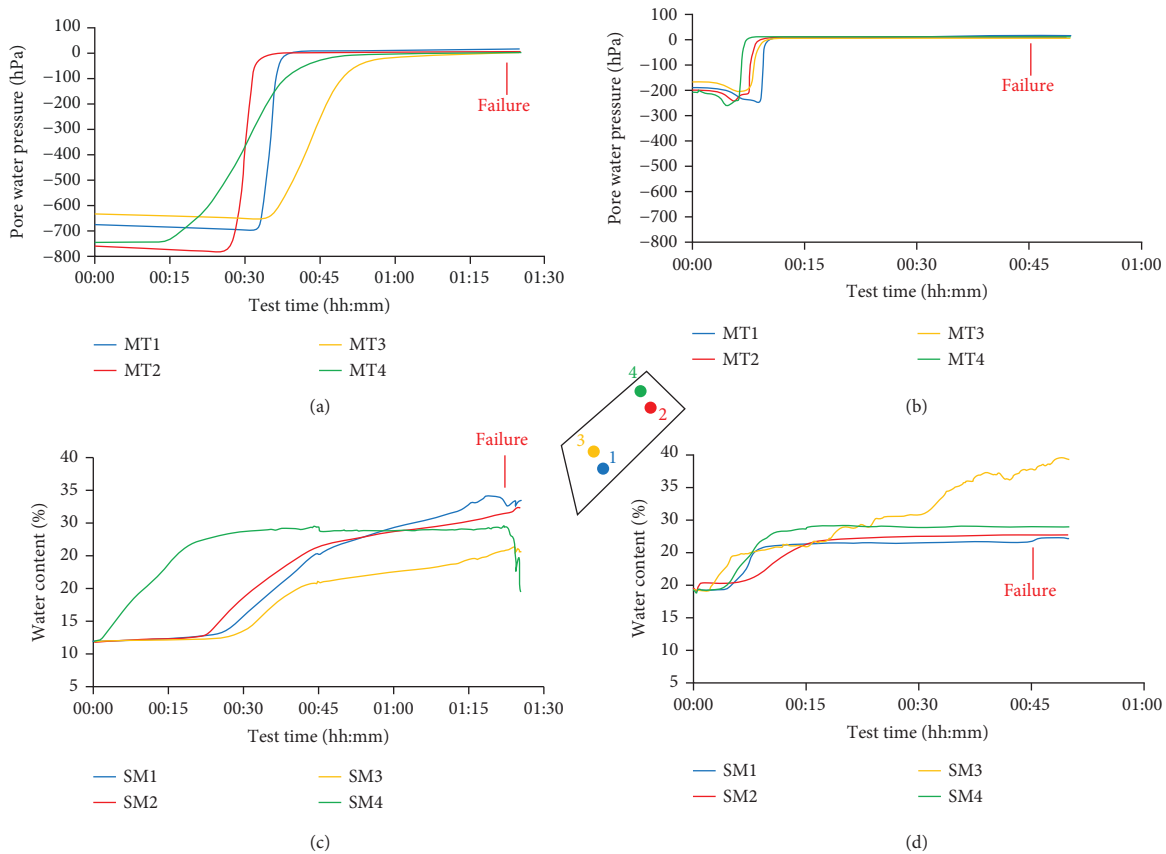 100
0
−100
−200
−300
−400
−500
−600
−700
−800
Pore water pressure (hPa)
Failure
00:00 00:15 00:30 00:45 01:00 01:15 01:30
Test time (hh:mm)
MT1 MT3
MT2 MT4
(a)
100
0
−100
−200
−300
−400
−500
−600
−700
−800
Pore water pressure (hPa)
Failure
00:00 00:15 00:30 00:45 01:00
Test time (hh:mm)
MT1 MT3
MT2 MT4
(b)
4
2
3
1
40
35
30
20
20
15
10
5
Water content (%)
Failure
00:00 00:15 00:30 00:45 01:00 01:15 01:30
Test time (hh:mm)
SM1 SM3
SM2 SM4
(c)
40
35
30
20
20
15
10
5
Water content (%)
Failure
00:00 00:15 00:30 00:45 01:00
Test time (hh:mm)
SM1 SM3
SM2 SM4
(d)